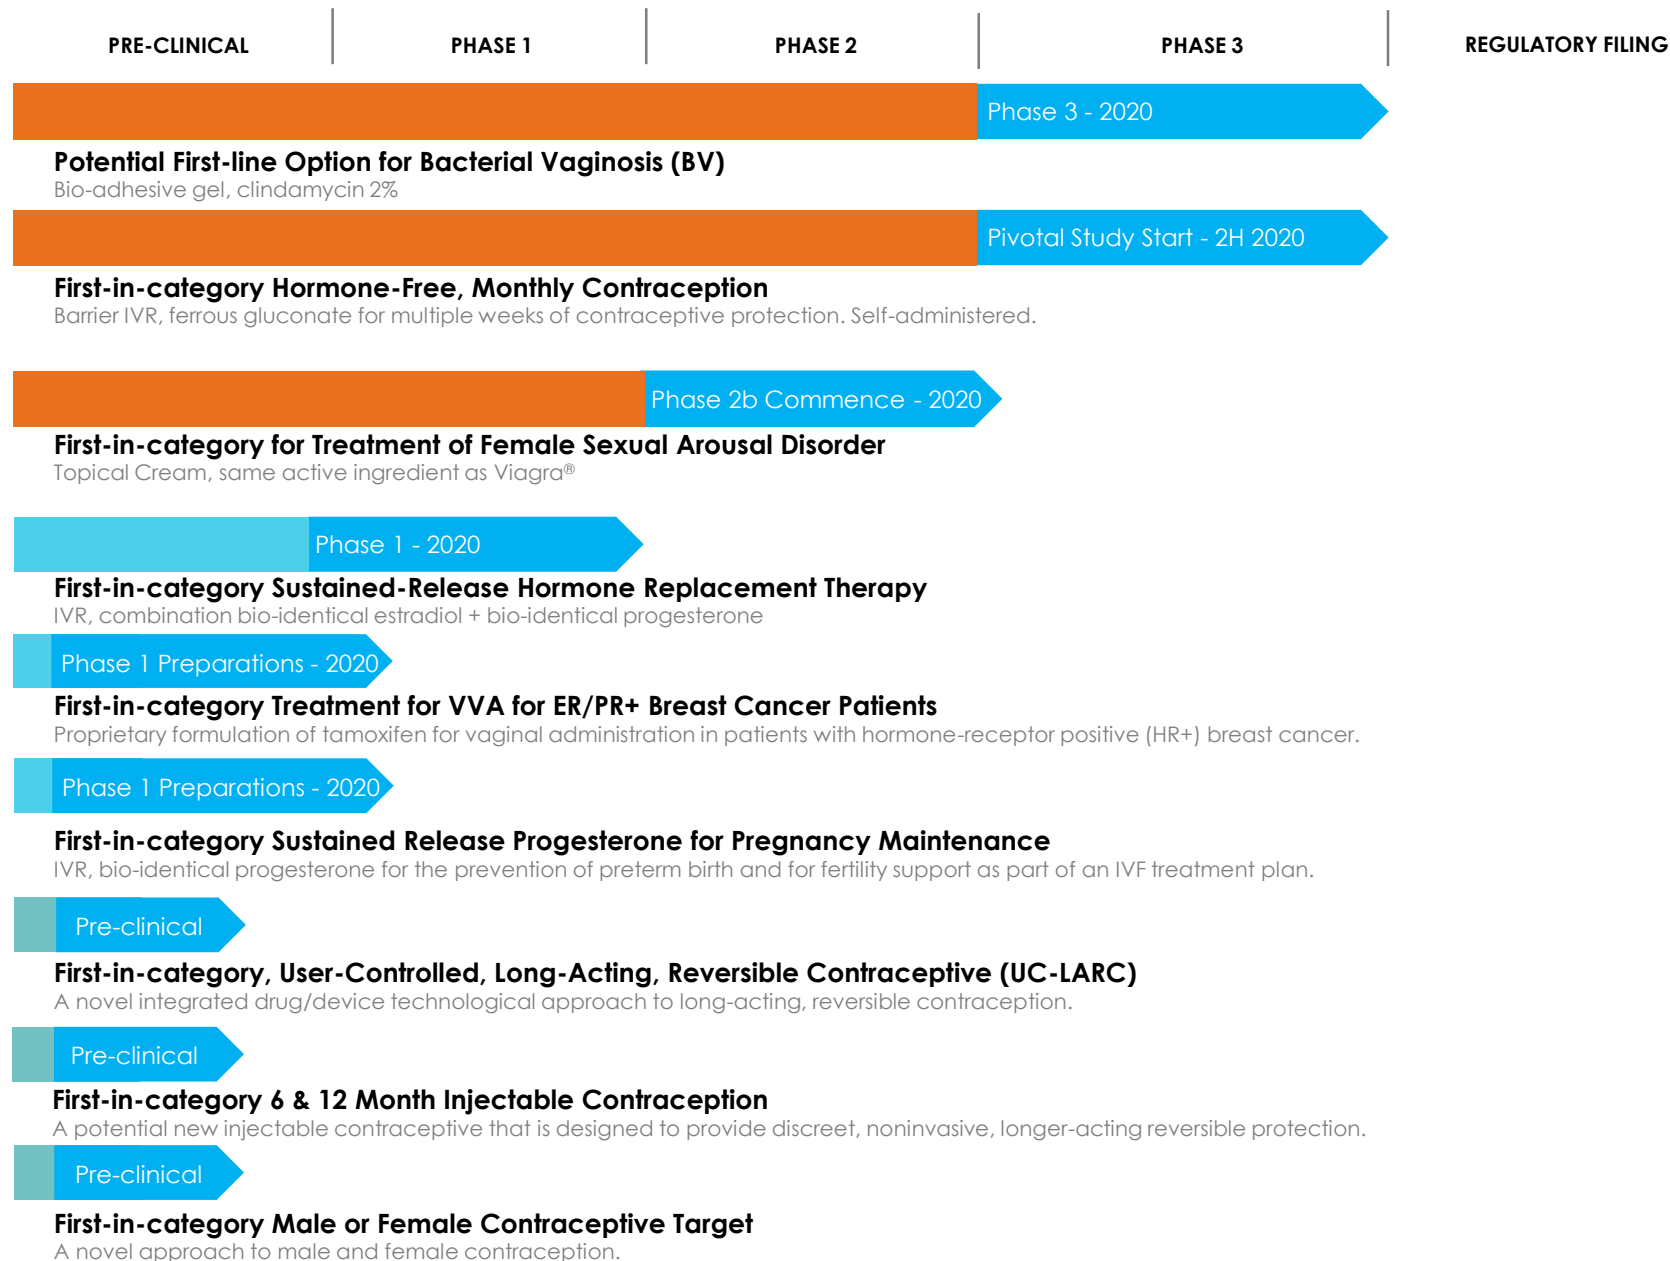 PRE-CLINICAL PHASE 1 PHASE 2 PHASE 3 REGULATORY FILING
Phase 3 - 2020
Potential First-line Option for Bacterial Vaginosis (BV)
Bio-adhesive gel, clindamycin 2%
Pivotal Study Start - 2H 2020
First-in-category Hormone-Free, Monthly Contraception
Barrier IVR, ferrous gluconate for multiple weeks of contraceptive protection. Self-administered.
Phase 2b Commence - 2020
First-in-category for Treatment of Female Sexual Arousal Disorder
Topical Cream, same active ingredient as Viagra®
Phase 1 - 2020
First-in-category Sustained-Release Hormone Replacement Therapy
IVR, combination bio-identical estradiol + bio-identical progesterone
Phase 1 Preparations - 2020
First-in-category Treatment for VVA for ER/PR+ Breast Cancer Patients
Proprietary formulation of tamoxifen for vaginal administration in patients with hormone-receptor positive (HR+) breast cancer.
Phase 1 Preparations - 2020
First-in-category Sustained Release Progesterone for Pregnancy Maintenance
IVR, bio-identical progesterone for the prevention of preterm birth and for fertility support as part of an IVF treatment plan.
Pre-clinical
First-in-category, User-Controlled, Long-Acting, Reversible Contraceptive (UC-LARC)
A novel integrated drug/device technological approach to long-acting, reversible contraception.
Pre-clinical
First-in-category 6 & 12 Month Injectable Contraception
A potential new injectable contraceptive that is designed to provide discreet, noninvasive, longer-acting reversible protection.
Pre-clinical
First-in-category Male or Female Contraceptive Target
A novel approach to male and female contraception.